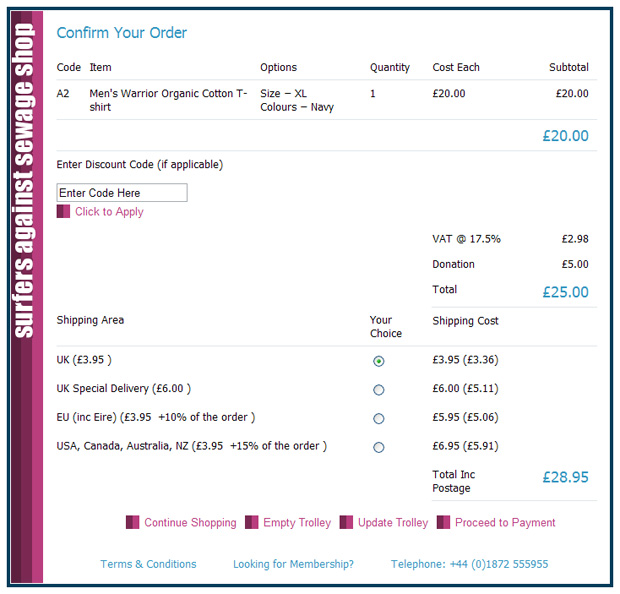 surfers against sewage shop
Confirm Your Order
Code Item Options Quantity Cost Each Subtotal
A2 Men's Warrior Organic Cotton T- Size – XL 1 £20.00 £20.00
shirt Colours – Navy
£20.00
Enter Discount Code (if applicable)
Enter Code Here
Click to Apply
VAT @ 17.5% £2.98
Donation £5.00
Total £25.00
Shipping Area Your Shipping Cost
Choice
UK (£3.95 ) £3.95 (£3.36)
UK Special Delivery (£6.00 ) £6.00 (£5.11)
EU (inc Eire) (£3.95 +10% of the order ) £5.95 (£5.06)
USA, Canada, Australia, NZ (£3.95 +15% of the order ) £6.95 (£5.91)
Total Inc £28.95
Postage
Continue Shopping Empty Trolley Update Trolley Proceed to Payment
Terms & Conditions Looking for Membership? Telephone: +44 (0)1872 555955